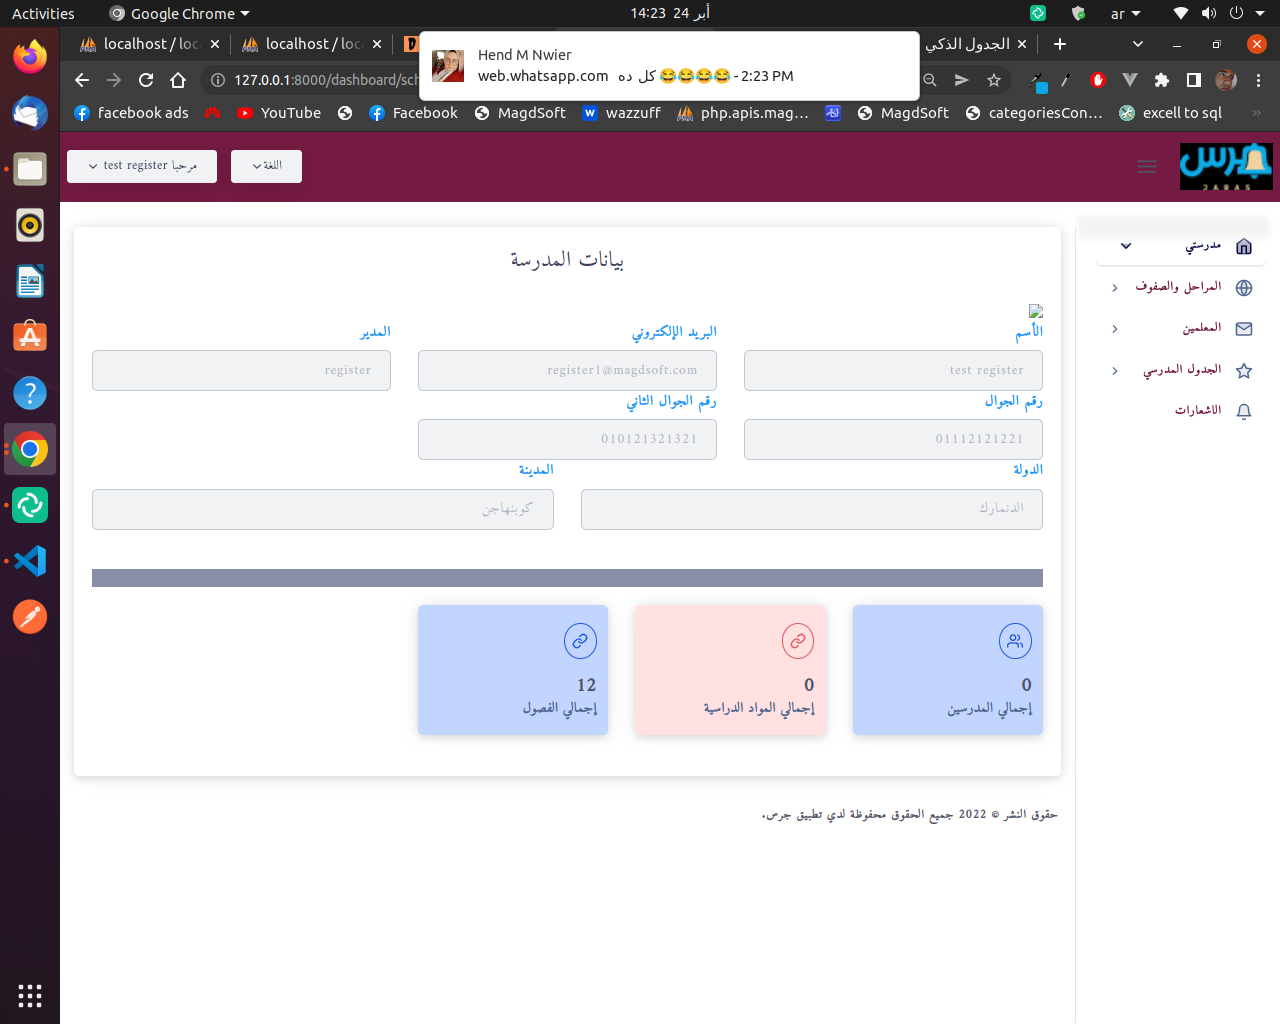 Activities
Google Chrome
14:23 24 أبر
ar
localhost / loc
localhost / loc
الجدول الذكي
Hend M Nwier
web.whatsapp.com كل ده 😂😂😂😂 - 2:23 PM
127.0.0.1:8000/dashboard/sch
facebook ads
YouTube
Facebook
MagdSoft
wazzuff
php.apis.mag…
MagdSoft
categoriesCon…
excell to sql
»
جرس
JARAS
اللغة
مرحبا test register
مدرستي
المراحل والصفوف
المعلمين
الجدول المدرسي
الاشعارات
بيانات المدرسة
الأسم
البريد الإلكتروني
المدير
test register
register1@magdsoft.com
register
رقم الجوال
رقم الجوال الثاني
01112121221
010121321321
الدولة
المدينة
الدنمارك
كوبنهاجن
0
إجمالي المدرسين
0
إجمالي المواد الدراسية
12
إجمالي الفصول
حقوق النشر © 2022 جميع الحقوق محفوظة لدي تطبيق جرس.